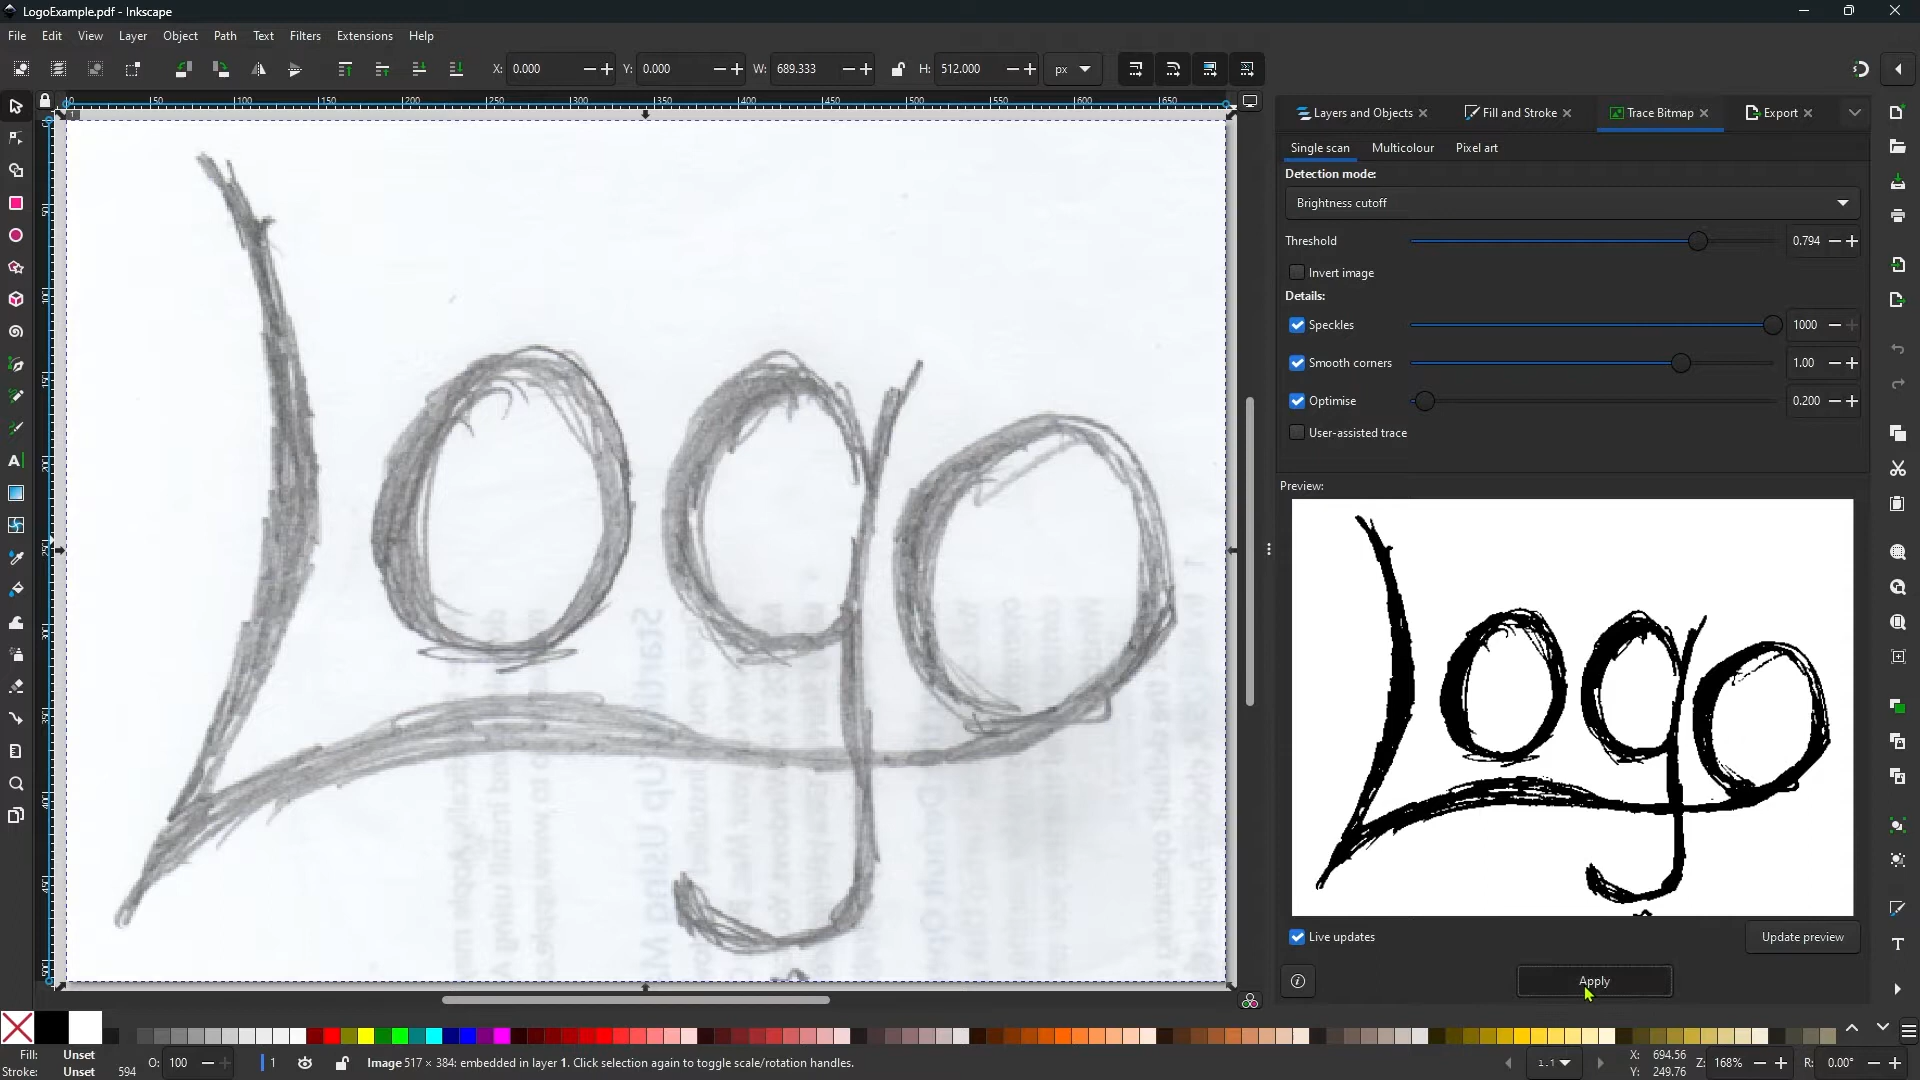 LogoExample.pdf - Inkscape
File Edit View Layer Object Path Text Filters Extensions Help
X: 0.000 Y: 0.000 W: 689.333 H: 512.000 px
Layers and Objects Fill and Stroke Trace Bitmap Export
Single scan Multicolour Pixel art
Detection mode:
Brightness cutoff
Threshold 0.794
Invert image
Details:
Speckles 1000
Smooth corners 1.00
Optimise 0.200
User-assisted trace
Preview:
Logo
Logo
Live updates Update preview
Apply
Fill: Unset
Stroke: Unset 594
O: 100
1
Image 517 × 384: embedded in layer 1. Click selection again to toggle scale/rotation handles.
1.1
X: 694.56
Y: 249.76
Z: 168%
R: 0.00°